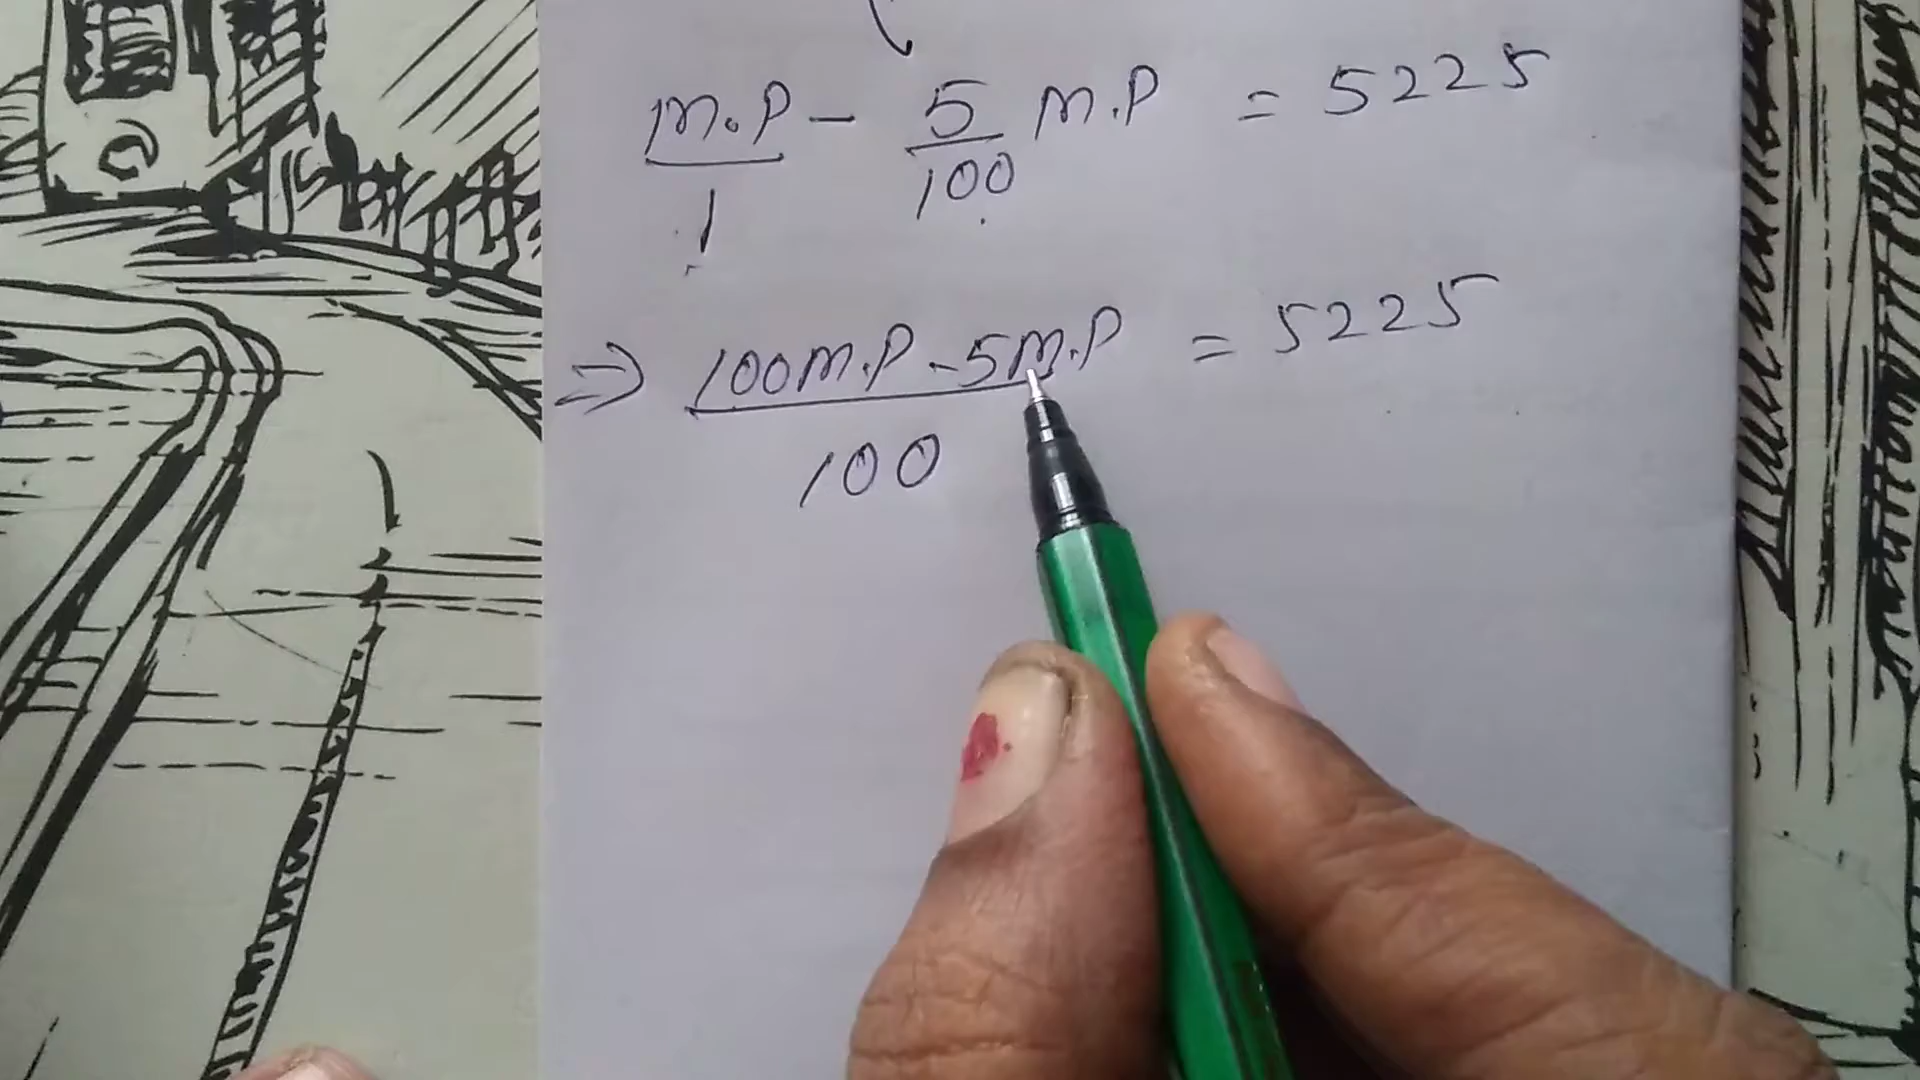 M.P/1 - 5/100 M.P = 5225
⇒ 100M.P - 5M.P/100 = 5225